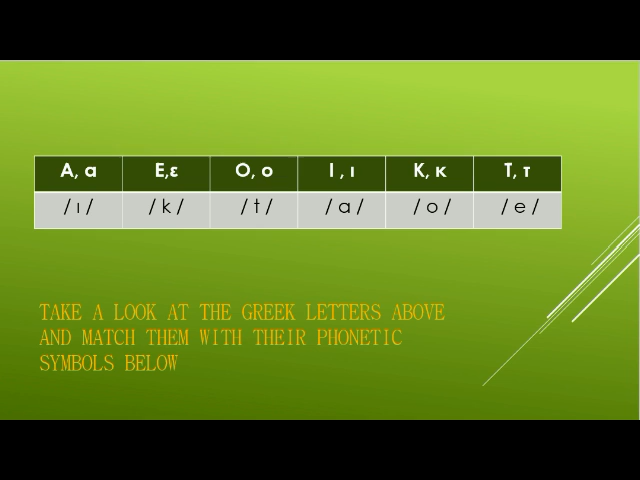 Α, α Ε,ε Ο, ο Ι , ι Κ, κ Τ, τ
/ ι / / k / / t / / a / / o / / e /
TAKE A LOOK AT THE GREEK LETTERS ABOVE
AND MATCH THEM WITH THEIR PHONETIC
SYMBOLS BELOW